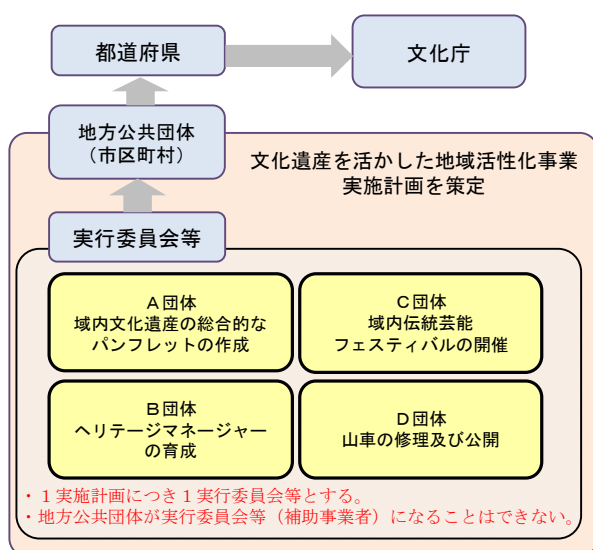 都道府県
文化庁
地方公共団体
（市区町村）
文化遺産を活かした地域活性化事業
実施計画を策定
実行委員会等
Ａ団体
域内文化遺産の総合的な
パンフレットの作成
Ｃ団体
域内伝統芸能
フェスティバルの開催
Ｂ団体
ヘリテージマネージャー
の育成
Ｄ団体
山車の修理及び公開
・１実施計画につき１実行委員会等とする。
・地方公共団体が実行委員会等（補助事業者）になることはできない。